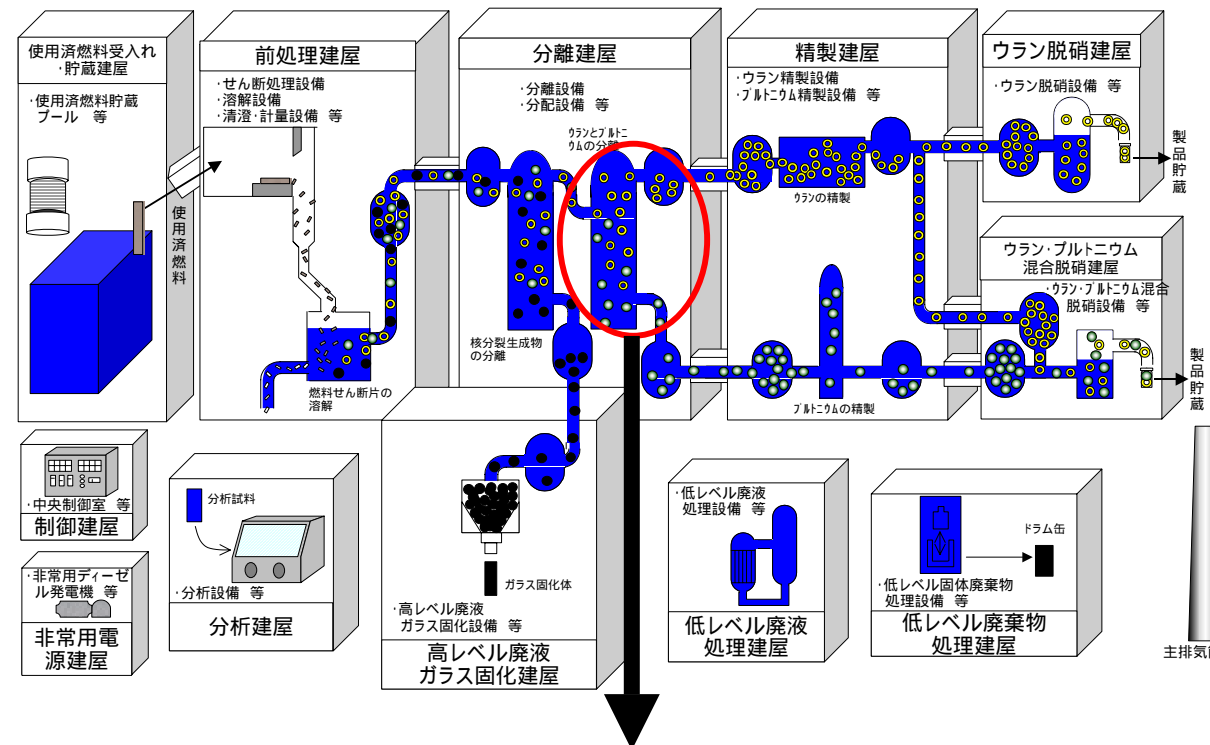 使用済燃料受入れ
・貯蔵建屋
・使用済燃料貯蔵
プール 等
使用済燃料
前処理建屋
・せん断処理設備
・溶解設備
・清澄・計量設備 等
燃料せん断片の
溶解
分離建屋
・分離設備
・分配設備 等
ウランとプルトニ
ウムの分離
核分裂生成物
の分離
精製建屋
・ウラン精製設備
・プルトニウム精製設備 等
ウランの精製
プルトニウムの精製
ウラン脱硝建屋
・ウラン脱硝設備 等
製品貯蔵
ウラン・プルトニウム
混合脱硝建屋
・ウラン・プルトニウム混合
脱硝設備 等
製品貯蔵
・中央制御室 等
制御建屋
・非常用ディーゼ
ル発電機 等
非常用電
源建屋
分析試料
・分析設備 等
分析建屋
ガラス固化体
・高レベル廃液
ガラス固化設備 等
高レベル廃液
ガラス固化建屋
・低レベル廃液
処理設備 等
低レベル廃液
処理建屋
ドラム缶
・低レベル固体廃棄物
処理設備 等
低レベル廃棄物
処理建屋
主排気